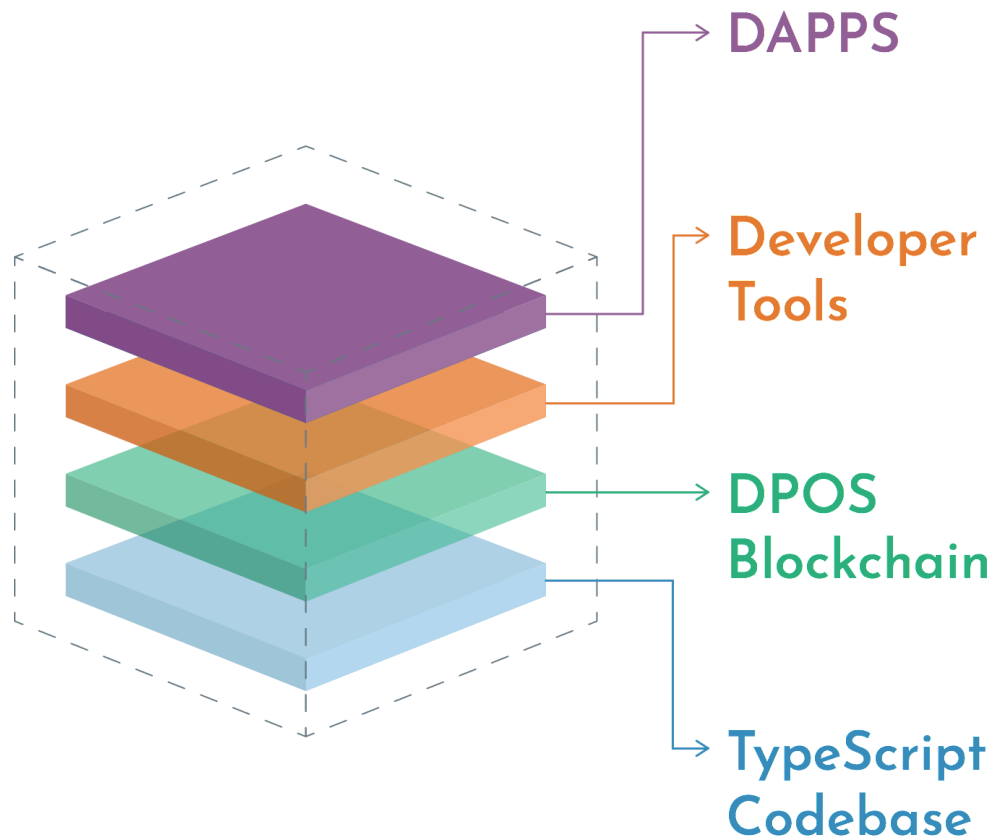 DAPPS
Developer
Tools
DPOS
Blockchain
TypeScript
Codebase